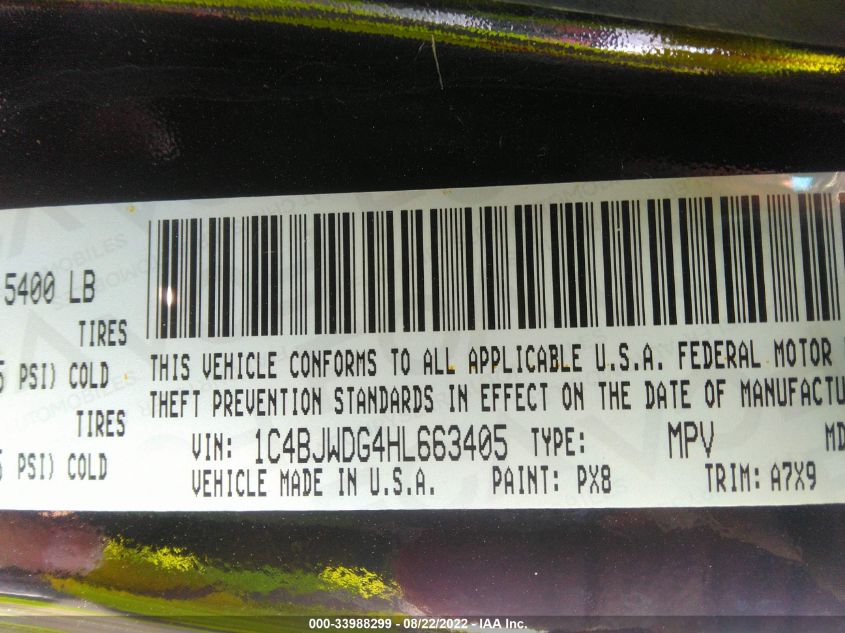 5400 LB
TIRES
PSI) COLD
TIRES
PSI) COLD
THIS VEHICLE CONFORMS TO ALL APPLICABLE U.S.A. FEDERAL MOTOR
THEFT PREVENTION STANDARDS IN EFFECT ON THE DATE OF MANUFACTU
VIN: 1C4BJWDG4HL663405 TYPE: MPV MD
VEHICLE MADE IN U.S.A. PAINT: PX8 TRIM: A7X9
000-33988299 - 08/22/2022 - IAA Inc.